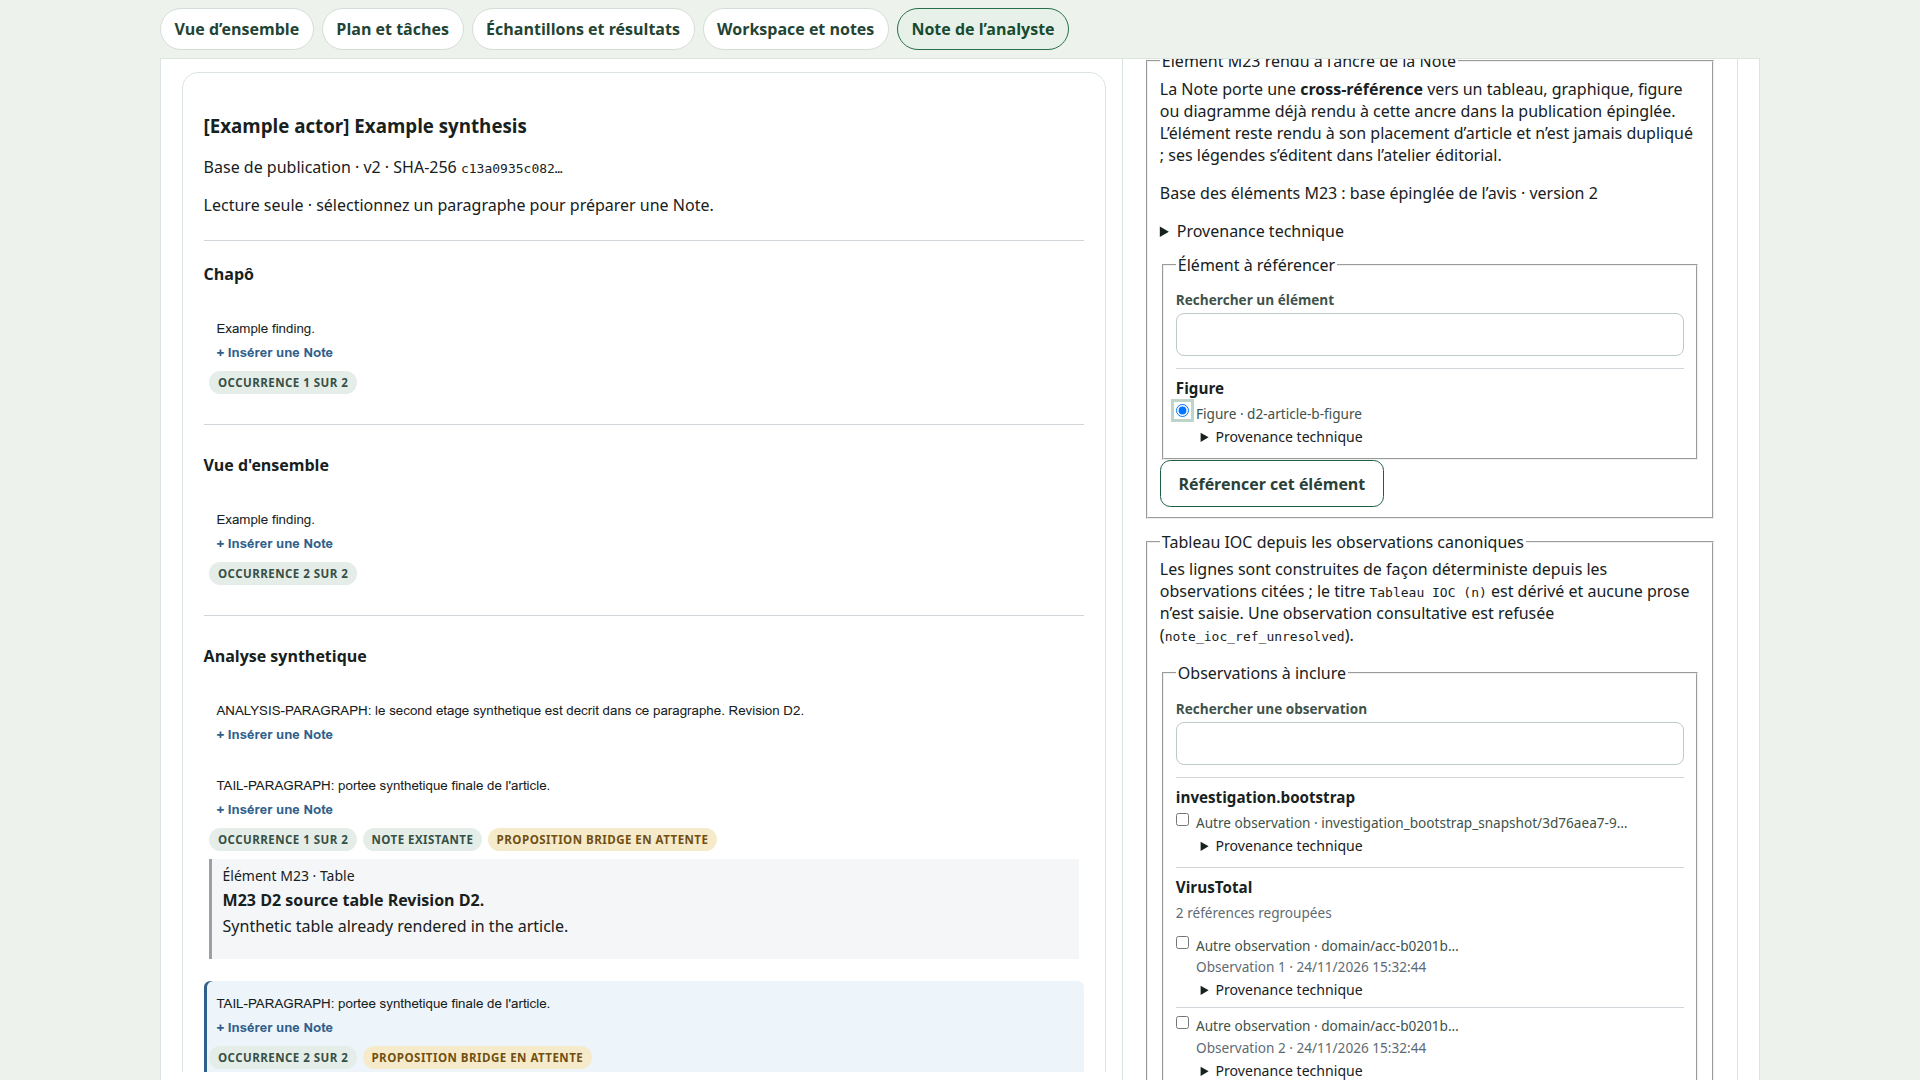 Vue d’ensemble
Plan et tâches
Échantillons et résultats
Workspace et notes
Note de l’analyste
[Example actor] Example synthesis
Base de publication · v2 · SHA-256 c13a0935c082…
Lecture seule · sélectionnez un paragraphe pour préparer une Note.
Chapô
Example finding.
+ Insérer une Note
OCCURRENCE 1 SUR 2
Vue d'ensemble
Example finding.
+ Insérer une Note
OCCURRENCE 2 SUR 2
Analyse synthetique
ANALYSIS-PARAGRAPH: le second etage synthetique est decrit dans ce paragraphe. Revision D2.
+ Insérer une Note
TAIL-PARAGRAPH: portee synthetique finale de l'article.
+ Insérer une Note
OCCURRENCE 1 SUR 2
NOTE EXISTANTE
PROPOSITION BRIDGE EN ATTENTE
Élément M23 · Table
M23 D2 source table Revision D2.
Synthetic table already rendered in the article.
TAIL-PARAGRAPH: portee synthetique finale de l'article.
+ Insérer une Note
OCCURRENCE 2 SUR 2
PROPOSITION BRIDGE EN ATTENTE
Élément M23 rendu à l’ancre de la Note
La Note porte une cross-référence vers un tableau, graphique, figure
ou diagramme déjà rendu à cette ancre dans la publication épinglée.
L’élément reste rendu à son placement d’article et n’est jamais dupliqué
; ses légendes s’éditent dans l’atelier éditorial.
Base des éléments M23 : base épinglée de l’avis · version 2
Provenance technique
Élément à référencer
Rechercher un élément
Figure
Figure · d2-article-b-figure
Provenance technique
Référencer cet élément
Tableau IOC depuis les observations canoniques
Les lignes sont construites de façon déterministe depuis les
observations citées ; le titre Tableau IOC (n) est dérivé et aucune prose
n’est saisie. Une observation consultative est refusée
(note_ioc_ref_unresolved).
Observations à inclure
Rechercher une observation
investigation.bootstrap
Autre observation · investigation_bootstrap_snapshot/3d76aea7-9…
Provenance technique
VirusTotal
2 références regroupées
Autre observation · domain/acc-b0201b…
Observation 1 · 24/11/2026 15:32:44
Provenance technique
Autre observation · domain/acc-b0201b…
Observation 2 · 24/11/2026 15:32:44
Provenance technique